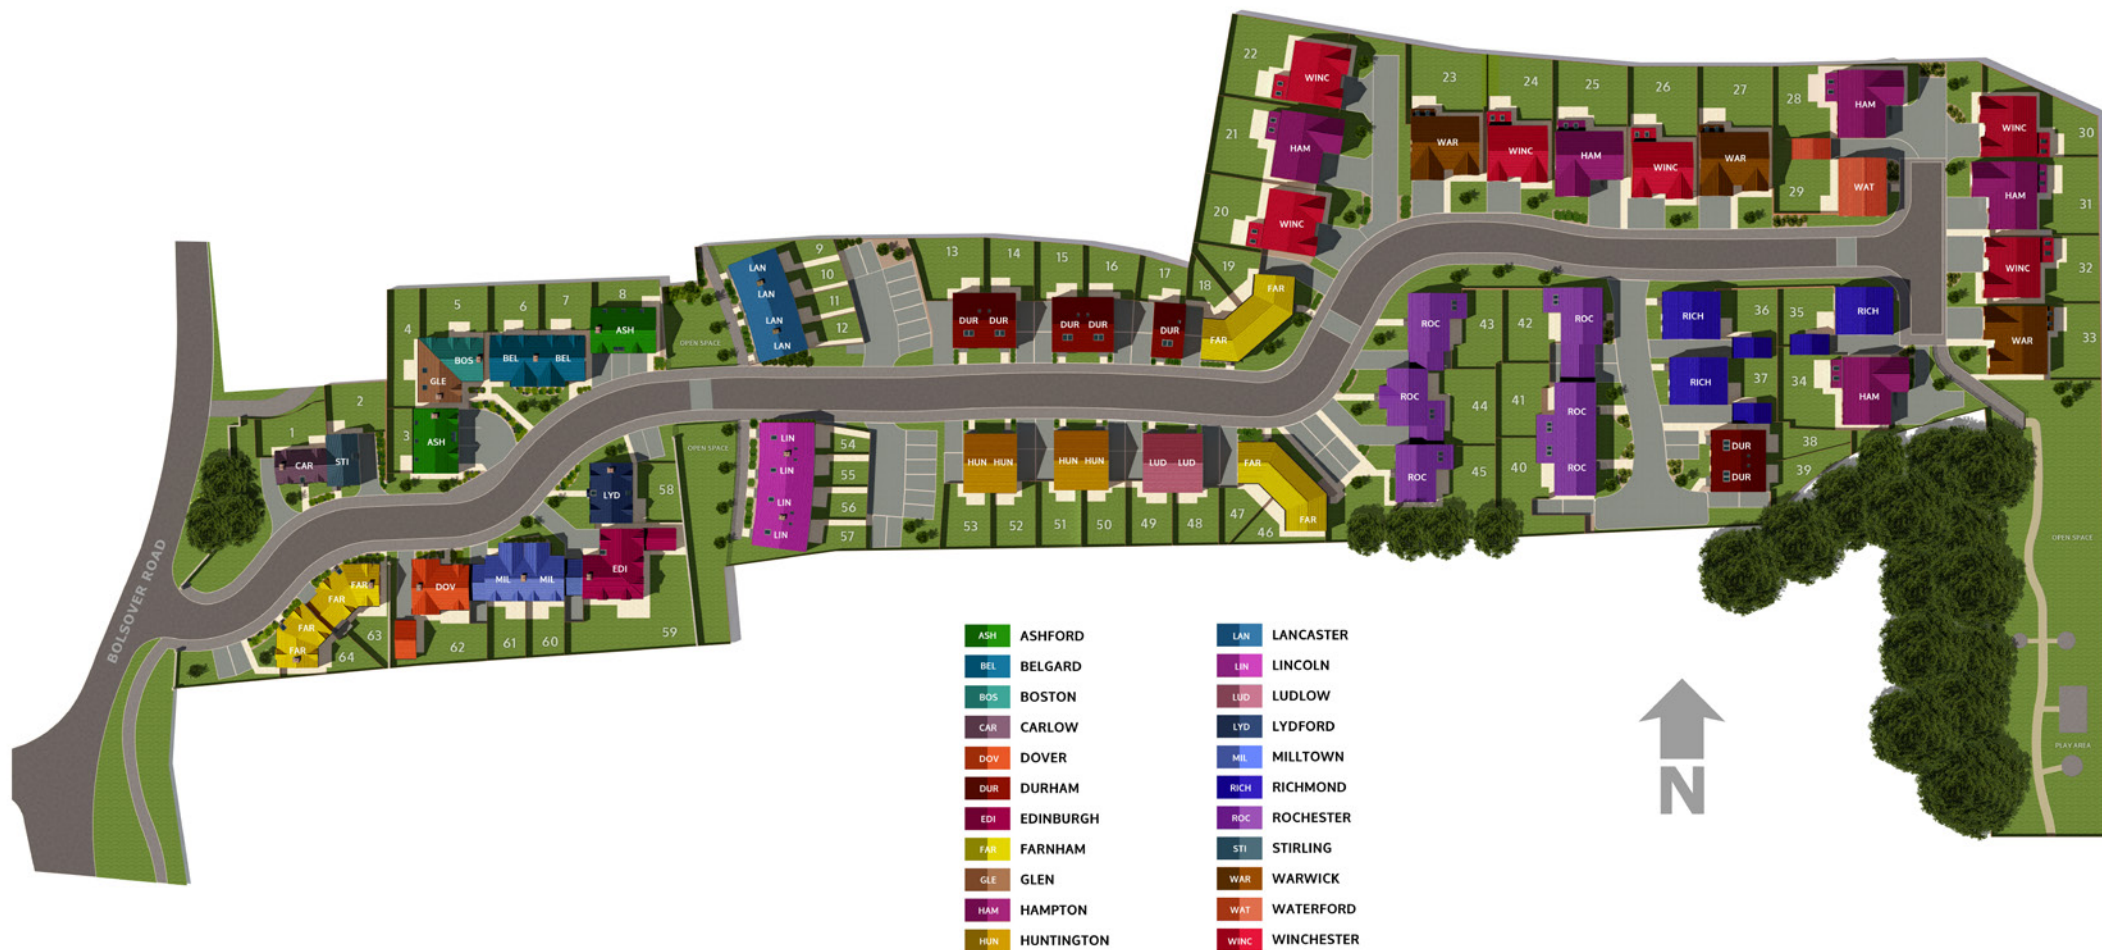 22
23
24
25
26
27
28
WINC
HAM
WINC
30
21
HAM
WAR
WINC
HAM
WINC
WAR
WAT
29
HAM
31
20
WINC
WINC
32
19
18
FAR
FAR
9
10
11
12
LAN
LAN
LAN
LAN
13
14
15
16
17
DUR
DUR
DUR
DUR
DUR
4
5
6
7
8
BOS
GLE
BEL
BEL
ASH
OPEN SPACE
ROC
43
42
ROC
RICH
36
35
RICH
WAR
33
RICH
37
34
HAM
1
2
3
CAR
STI
ASH
ROC
44
41
ROC
ROC
45
40
ROC
DUR
DUR
38
39
OPEN SPACE
LIN
LIN
LIN
LIN
54
55
56
57
HUN
HUN
HUN
HUN
LUD
LUD
FAR
FAR
53
52
51
50
49
48
47
46
LYD
58
EDI
MIL
MIL
DOV
FAR
FAR
FAR
FAR
64
63
62
61
60
59
BOLSOVER ROAD
OPEN SPACE
PLAY AREA
N
ASH ASHFORD
BEL BELGARD
BOS BOSTON
CAR CARLOW
DOV DOVER
DUR DURHAM
EDI EDINBURGH
FAR FARNHAM
GLE GLEN
HAM HAMPTON
HUN HUNTINGTON
LAN LANCASTER
LIN LINCOLN
LUD LUDLOW
LYD LYDFORD
MIL MILLTOWN
RICH RICHMOND
ROC ROCHESTER
STI STIRLING
WAR WARWICK
WAT WATERFORD
WINC WINCHESTER